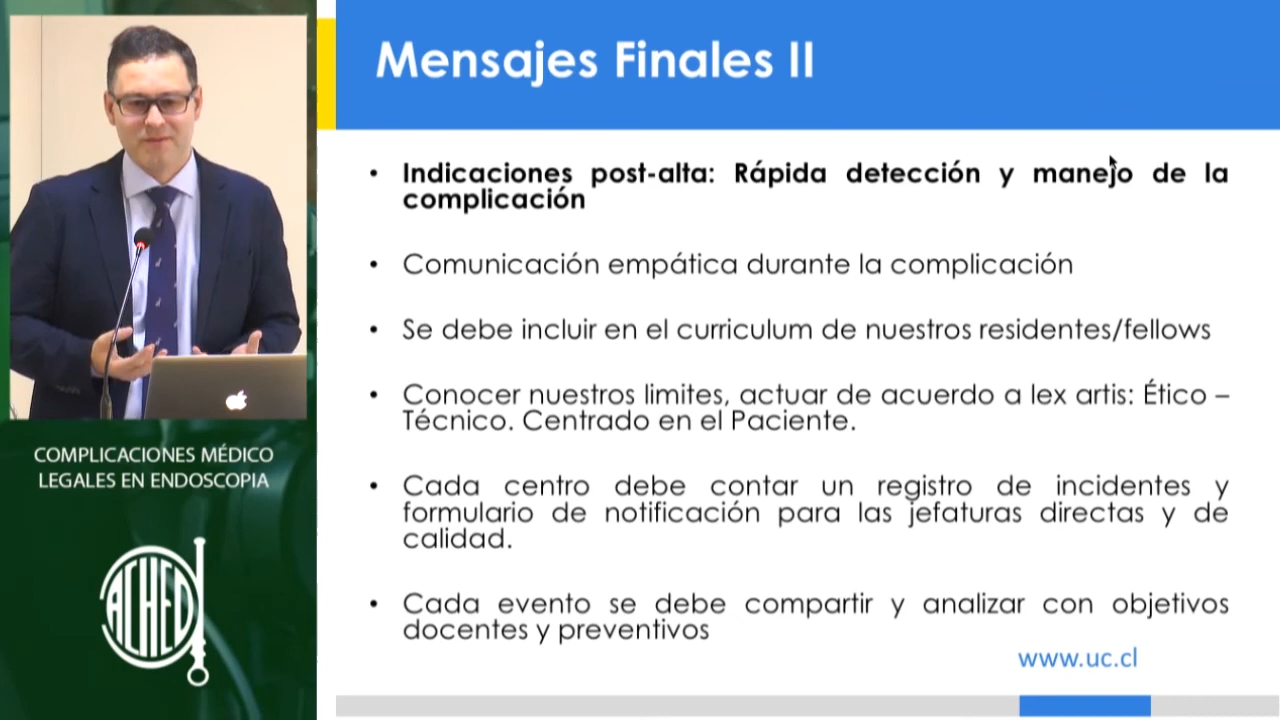 Mensajes Finales II
• Indicaciones post-alta: Rápida detección y manejo de la
complicación
• Comunicación empática durante la complicación
• Se debe incluir en el curriculum de nuestros residentes/fellows
• Conocer nuestros limites, actuar de acuerdo a lex artis: Ético –
Técnico. Centrado en el Paciente.
• Cada centro debe contar un registro de incidentes y
formulario de notificación para las jefaturas directas y de
calidad.
• Cada evento se debe compartir y analizar con objetivos
docentes y preventivos
www.uc.cl
COMPLICACIONES MÉDICO
LEGALES EN ENDOSCOPIA
ACHED